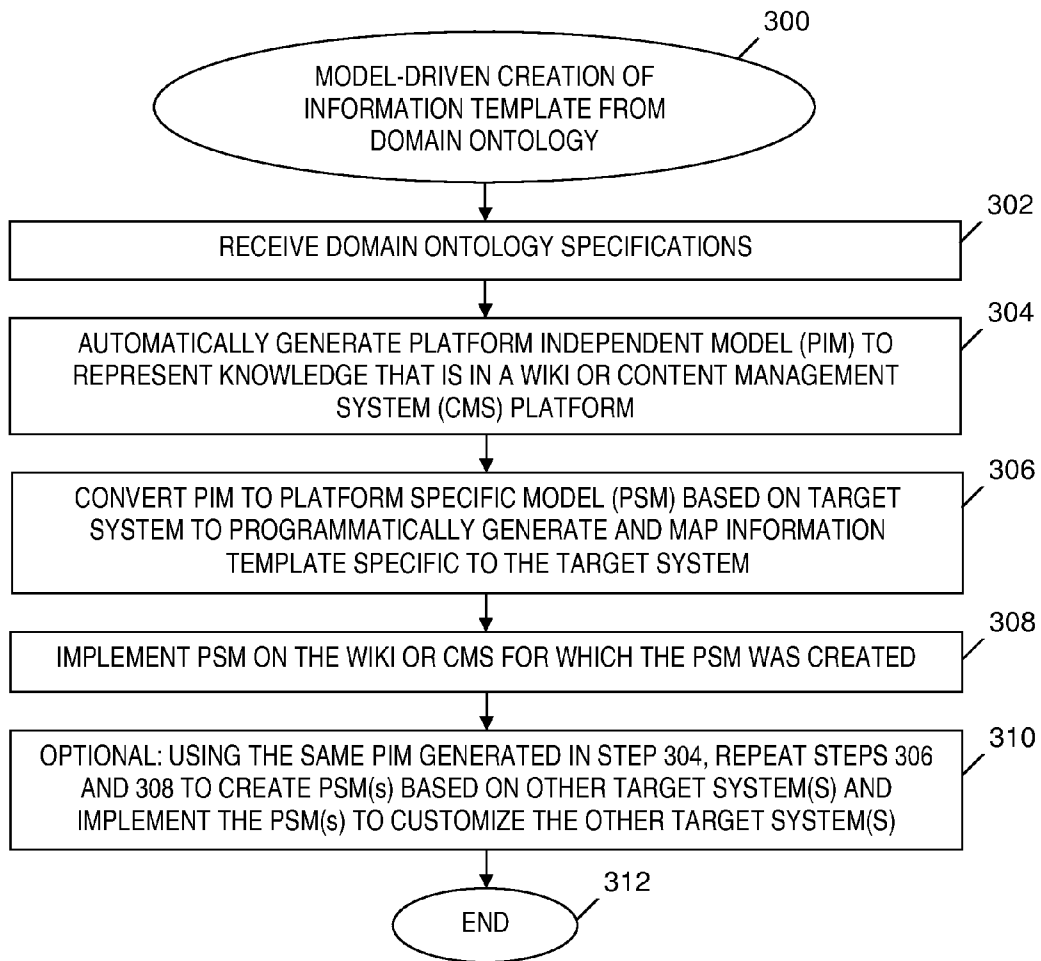 300
MODEL-DRIVEN CREATION OF
INFORMATION TEMPLATE FROM
DOMAIN ONTOLOGY
302
RECEIVE DOMAIN ONTOLOGY SPECIFICATIONS
304
AUTOMATICALLY GENERATE PLATFORM INDEPENDENT MODEL (PIM) TO
REPRESENT KNOWLEDGE THAT IS IN A WIKI OR CONTENT MANAGEMENT
SYSTEM (CMS) PLATFORM
306
CONVERT PIM TO PLATFORM SPECIFIC MODEL (PSM) BASED ON TARGET
SYSTEM TO PROGRAMMATICALLY GENERATE AND MAP INFORMATION
TEMPLATE SPECIFIC TO THE TARGET SYSTEM
308
IMPLEMENT PSM ON THE WIKI OR CMS FOR WHICH THE PSM WAS CREATED
310
OPTIONAL: USING THE SAME PIM GENERATED IN STEP 304, REPEAT STEPS 306
AND 308 TO CREATE PSM(s) BASED ON OTHER TARGET SYSTEM(S) AND
IMPLEMENT THE PSM(s) TO CUSTOMIZE THE OTHER TARGET SYSTEM(S)
312
END